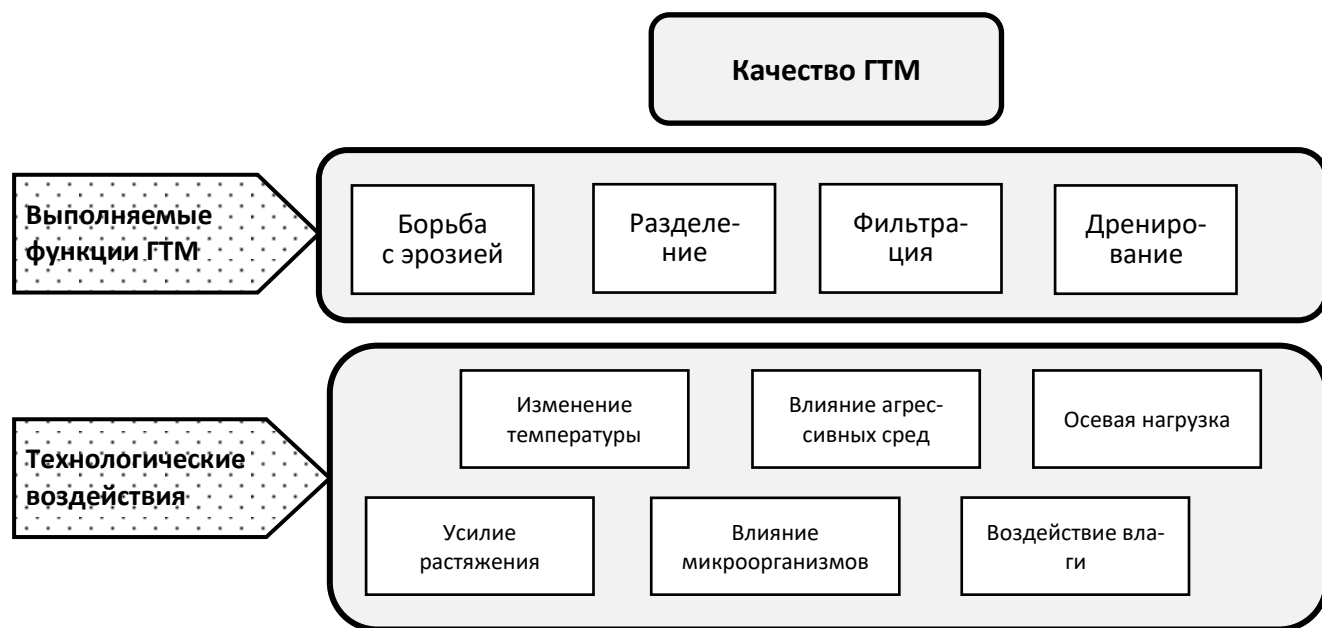 Качество ГТМ
Выполняемые
функции ГТМ
Борьба
с эрозией
Разделе-
ние
Фильтра-
ция
Дрениро-
вание
Технологические
воздействия
Изменение
температуры
Влияние агрес-
сивных сред
Осевая нагрузка
Усилие
растяжения
Влияние
микроорганизмов
Воздействие вла-
ги